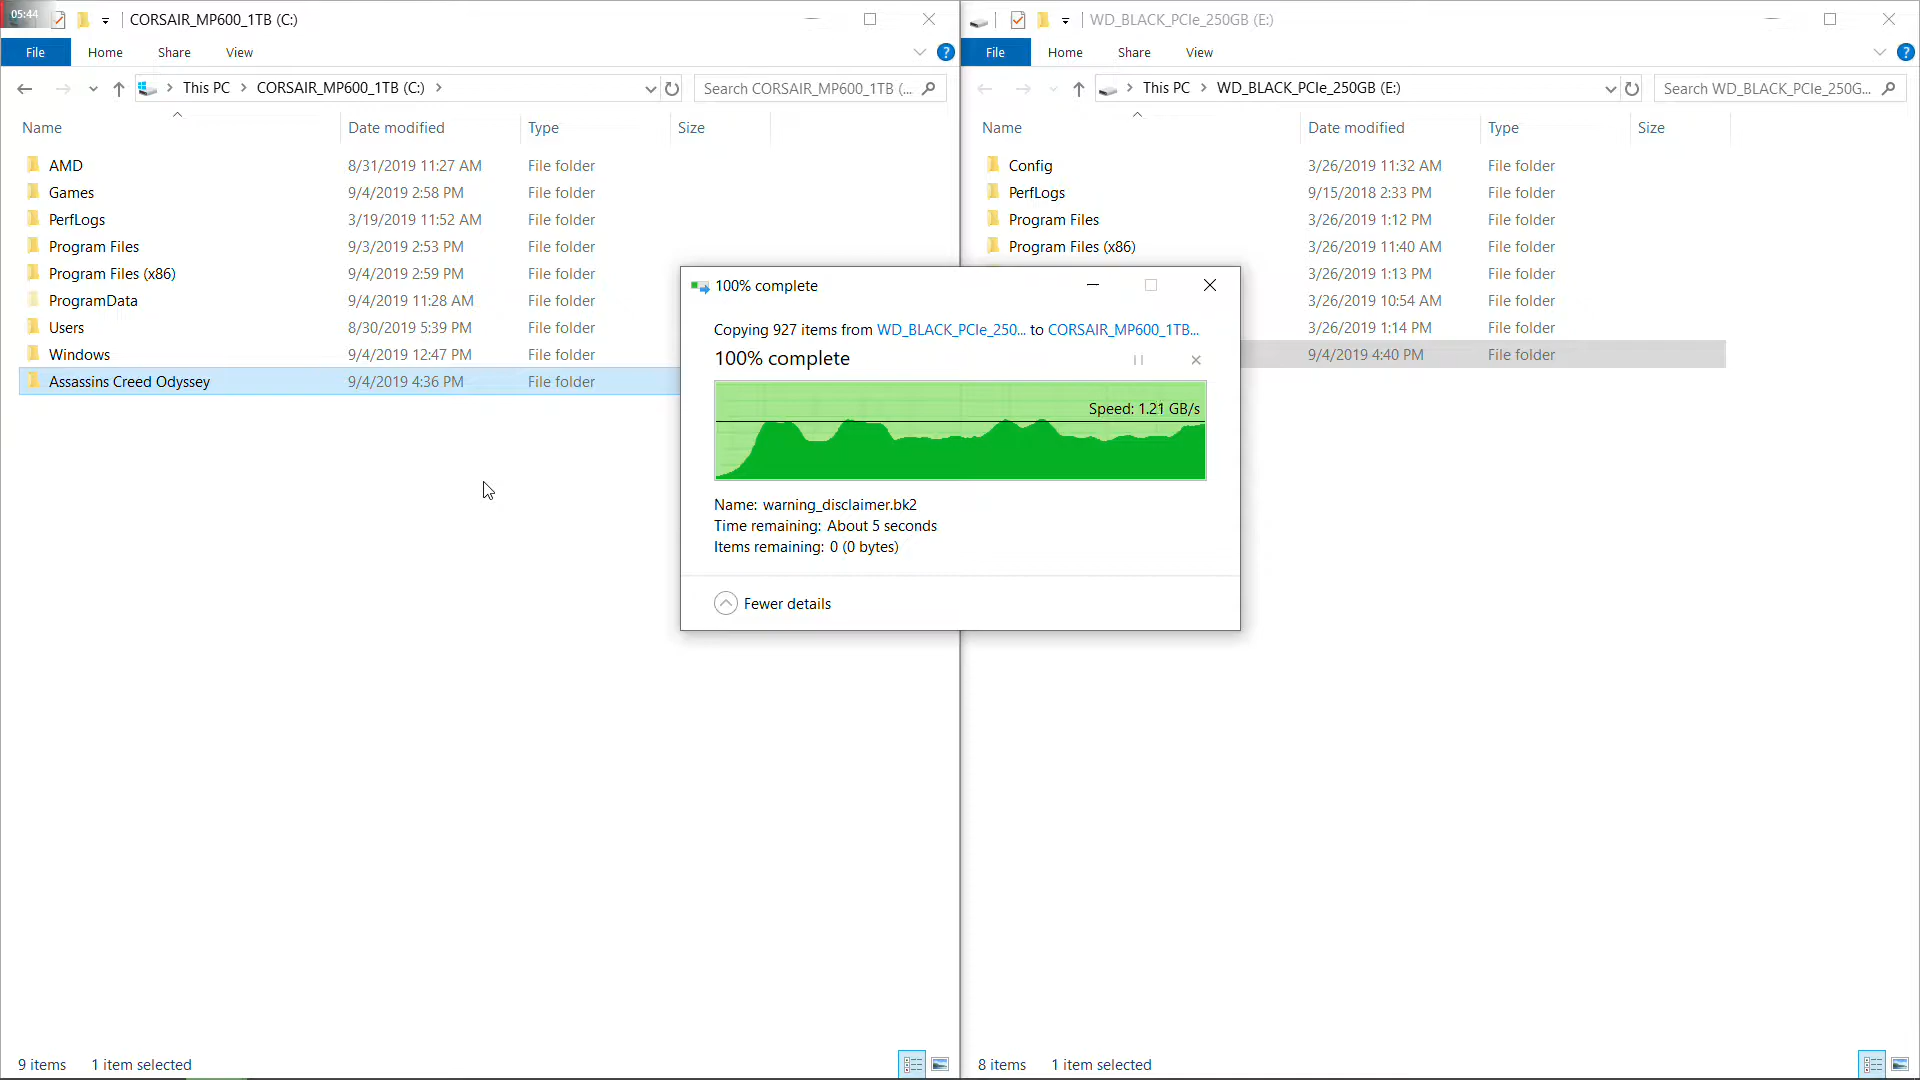 05:44
CORSAIR_MP600_1TB (C:)
File Home Share View
This PC CORSAIR_MP600_1TB (C:)
Search CORSAIR_MP600_1TB (...
Name Date modified Type Size
AMD 8/31/2019 11:27 AM File folder
Games 9/4/2019 2:58 PM File folder
PerfLogs 3/19/2019 11:52 AM File folder
Program Files 9/3/2019 2:53 PM File folder
Program Files (x86) 9/4/2019 2:59 PM File folder
ProgramData 9/4/2019 11:28 AM File folder
Users 8/30/2019 5:39 PM File folder
Windows 9/4/2019 12:47 PM File folder
Assassins Creed Odyssey 9/4/2019 4:36 PM File folder
9 items 1 item selected
WD_BLACK_PCIe_250GB (E:)
File Home Share View
This PC WD_BLACK_PCIe_250GB (E:)
Search WD_BLACK_PCIe_250G...
Name Date modified Type Size
Config 3/26/2019 11:32 AM File folder
PerfLogs 9/15/2018 2:33 PM File folder
Program Files 3/26/2019 1:12 PM File folder
Program Files (x86) 3/26/2019 11:40 AM File folder
3/26/2019 1:13 PM File folder
3/26/2019 10:54 AM File folder
3/26/2019 1:14 PM File folder
9/4/2019 4:40 PM File folder
8 items 1 item selected
100% complete
Copying 927 items from WD_BLACK_PCIe_250... to CORSAIR_MP600_1TB...
100% complete
Speed: 1.21 GB/s
Name: warning_disclaimer.bk2
Time remaining: About 5 seconds
Items remaining: 0 (0 bytes)
Fewer details